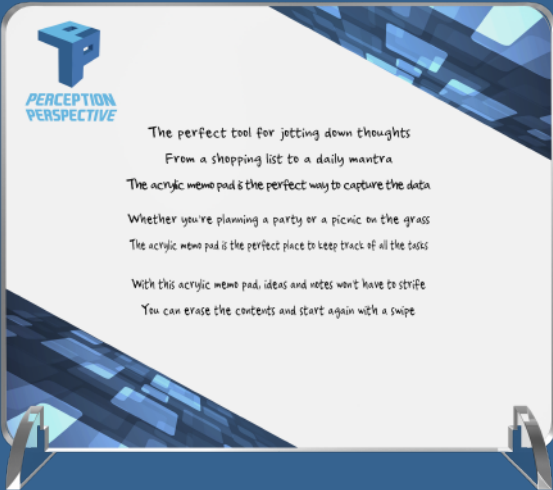 PERCEPTION
PERSPECTIVE
The perfect tool for jotting down thoughts
From a shopping list to a daily mantra
The acrylic memo pad is the perfect way to capture the data
Whether you're planning a party or a picnic on the grass
The acrylic memo pad is the perfect place to keep track of all the tasks
With this acrylic memo pad, ideas and notes won't have to strife
You can erase the contents and start again with a swipe